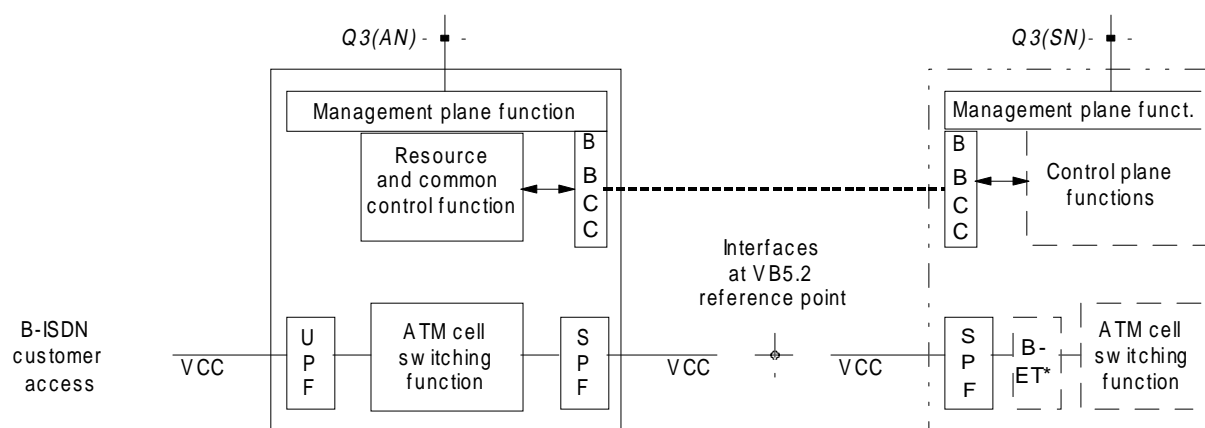 Q3(AN)
Q3(SN)
Management plane function
Management plane funct.
Resource
and common
control function
B
B
C
C
B
B
C
C
Control plane
functions
Interfaces
at VB5.2
reference point
B-ISDN
customer
access
VCC
U
P
F
ATM cell
switching
function
S
P
F
VCC
VCC
S
P
F
B-
ET*
ATM cell
switching
function